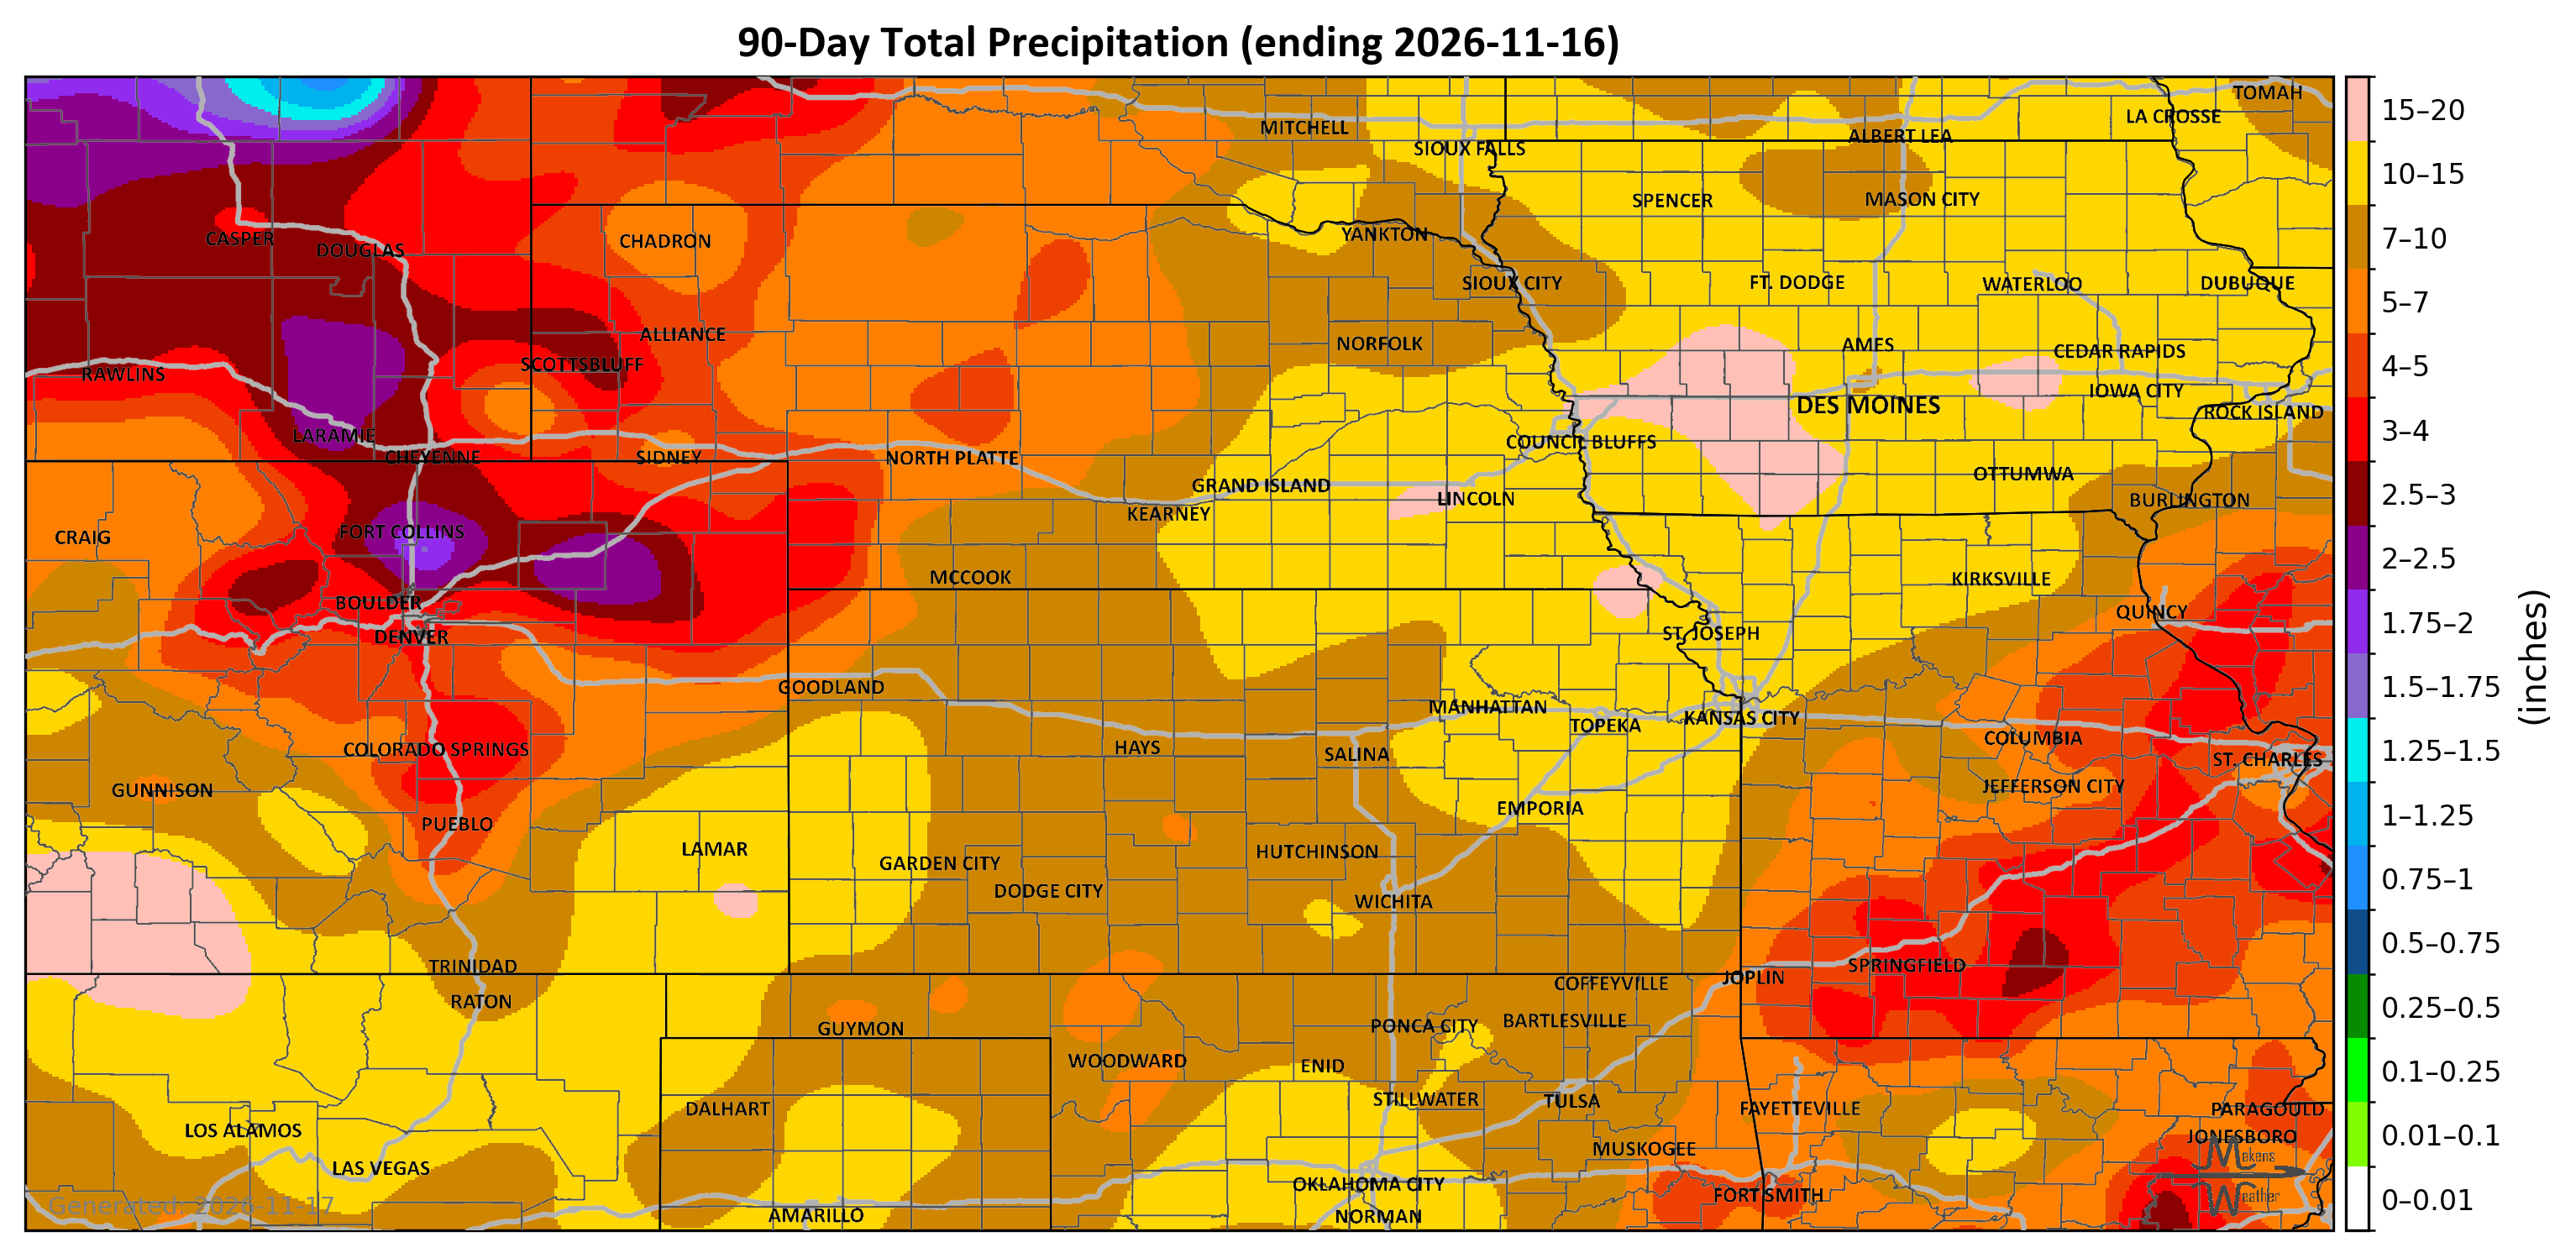 90-Day Total Precipitation (ending 2026-11-16)
TOMAH
LA CROSSE
MITCHELL
ALBERT LEA
SIOUX FALLS
SPENCER
MASON CITY
CASPER
DOUGLAS
CHADRON
YANKTON
SIOUX CITY
FT. DODGE
WATERLOO
DUBUQUE
ALLIANCE
NORFOLK
AMES
CEDAR RAPIDS
SCOTTSBLUFF
RAWLINS
IOWA CITY
DES MOINES
ROCK ISLAND
LARAMIE
COUNCIL BLUFFS
CHEYENNE
SIDNEY
NORTH PLATTE
OTTUMWA
GRAND ISLAND
LINCOLN
BURLINGTON
KEARNEY
FORT COLLINS
CRAIG
MCCOOK
KIRKSVILLE
BOULDER
QUINCY
DENVER
ST. JOSEPH
GOODLAND
MANHATTAN
TOPEKA
KANSAS CITY
COLUMBIA
COLORADO SPRINGS
HAYS
SALINA
ST. CHARLES
GUNNISON
JEFFERSON CITY
EMPORIA
PUEBLO
LAMAR
HUTCHINSON
GARDEN CITY
DODGE CITY
WICHITA
TRINIDAD
SPRINGFIELD
JOPLIN
COFFEYVILLE
RATON
GUYMON
PONCA CITY
BARTLESVILLE
WOODWARD
ENID
STILLWATER
TULSA
DALHART
FAYETTEVILLE
PARAGOULD
LOS ALAMOS
JONESBORO
MUSKOGEE
LAS VEGAS
OKLAHOMA CITY
FORT SMITH
AMARILLO
NORMAN
Makens
Weather
Generated: 2026-11-17
15–20
10–15
7–10
5–7
4–5
3–4
2.5–3
2–2.5
1.75–2
1.5–1.75
1.25–1.5
1–1.25
0.75–1
0.5–0.75
0.25–0.5
0.1–0.25
0.01–0.1
0–0.01
(inches)